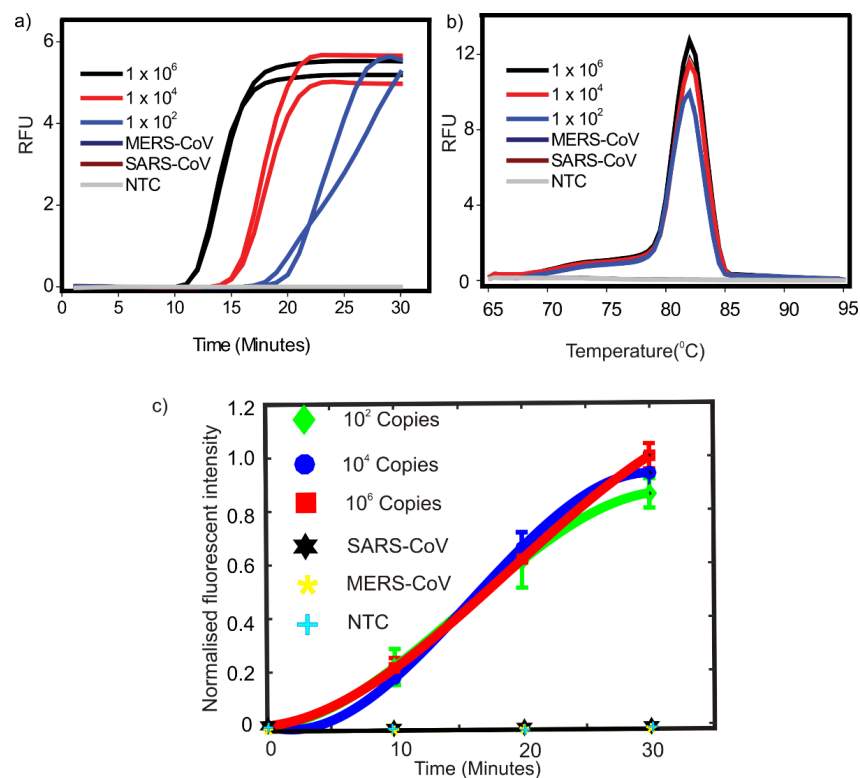 a)
6
4
2
0
RFU
1 x 10⁶
1 x 10⁴
1 x 10²
MERS-CoV
SARS-CoV
NTC
0 5 10 15 20 25 30
Time (Minutes)
b)
12
8
4
0
RFU
1 x 10⁶
1 x 10⁴
1 x 10²
MERS-CoV
SARS-CoV
NTC
65 70 75 80 85 90 95
Temperature(⁰C)
c)
1.2
1.0
0.8
0.6
0.4
0.2
0
Normalised fluorescent intensity
10² Copies
10⁴ Copies
10⁶ Copies
SARS-CoV
MERS-CoV
NTC
0 10 20 30
Time (Minutes)